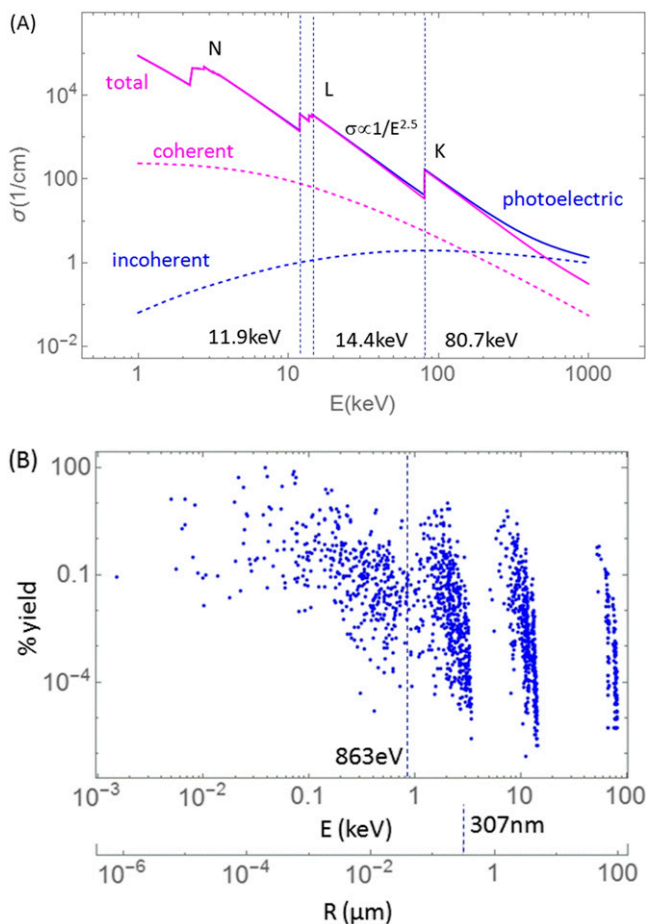 (A)
N
total
L
σ∝1/E^2.5
coherent
K
photoelectric
incoherent
11.9keV 14.4keV 80.7keV
10^4
100
1
10^-2
σ(1/cm)
1 10 100 1000
E(keV)
(B)
100
0.1
10^-4
% yield
863eV
10^-3 10^-2 0.1 1 10 100
E (keV)
307nm
10^-6 10^-4 10^-2 1 100
R (μm)